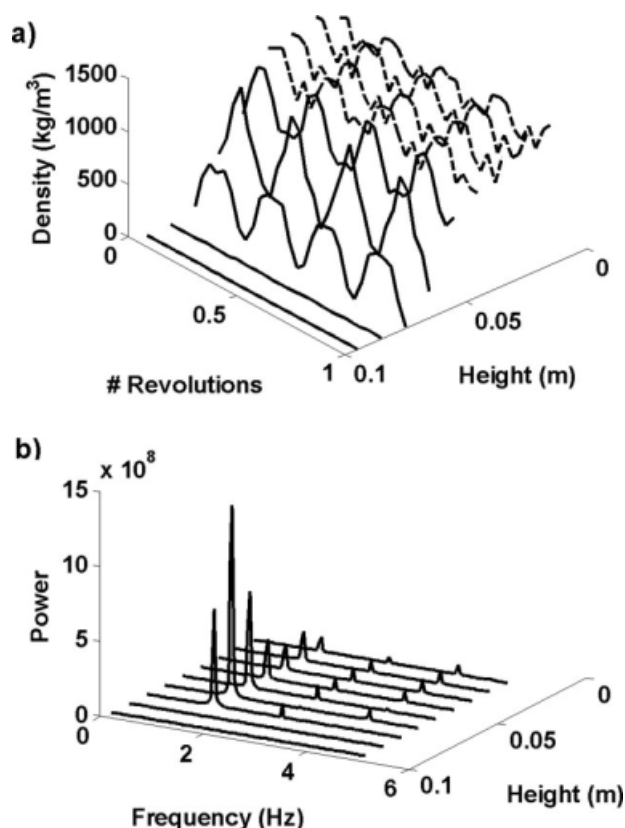 a)
Density (kg/m³)
1500
1000
500
0
0
0.5
1
# Revolutions
0.1
0.05
0
Height (m)
b)
x 10⁸
Power
15
10
5
0
0
2
4
6
Frequency (Hz)
0.1
0.05
0
Height (m)